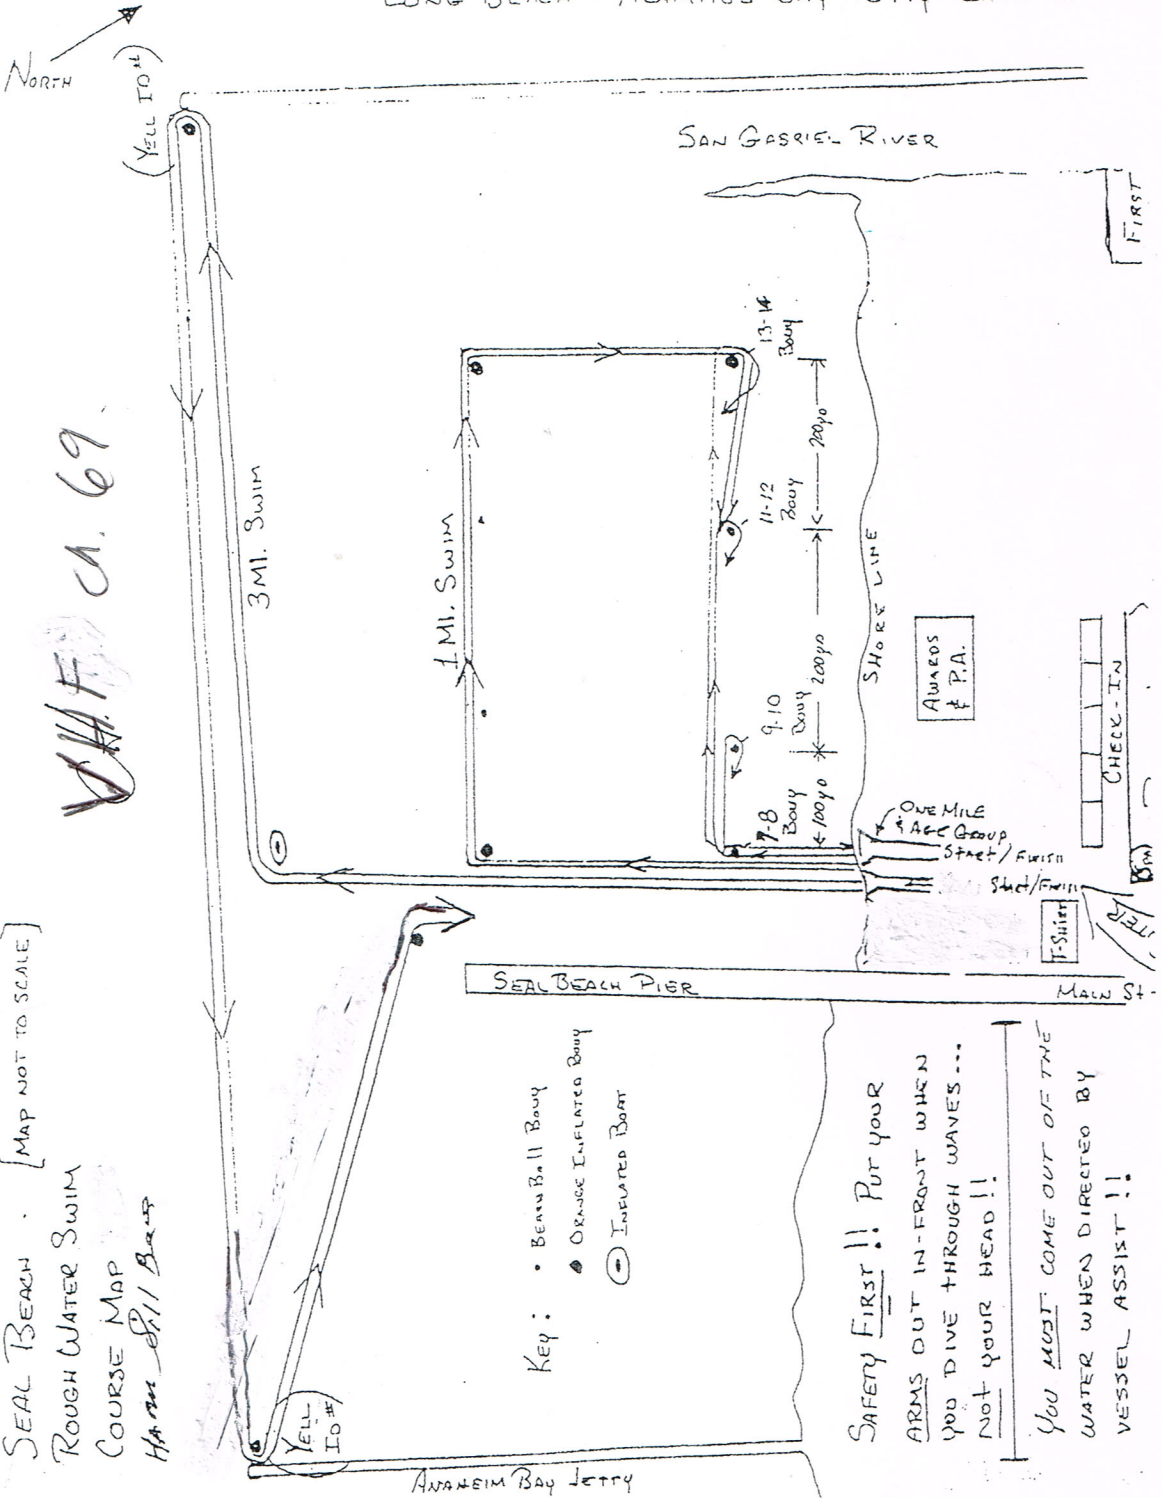 SEAL BEACH
[MAP NOT TO SCALE]
ROUGH WATER SWIM
COURSE MAP
NORTH
VHF Ch. 69
(YELL ID#)
SAN GABRIEL RIVER
FIRST
3 MI. SWIM
1 MI. SWIM
13-14
Bouy
200yd
11-12
Bouy
200yd
9-10
Bouy
100yd
7-8
Bouy
SHORE LINE
AWARDS
& P.A.
CHECK-IN
ONE MILE
& AGE GROUP
START/FINISH
Start/Finish
T-SHIRT
SEAL BEACH PIER
MAIN St.
YELL
ID#
ANAHEIM BAY JETTY
Key:
BEAN Ball Bouy
ORANGE INFLATED Bouy
INFLATED BOAT
SAFETY FIRST!! PUT YOUR
ARMS OUT IN-FRONT WHEN
YOU DIVE THROUGH WAVES...
NOT YOUR HEAD!!
YOU MUST COME OUT OF THE
WATER WHEN DIRECTED BY
VESSEL ASSIST!!